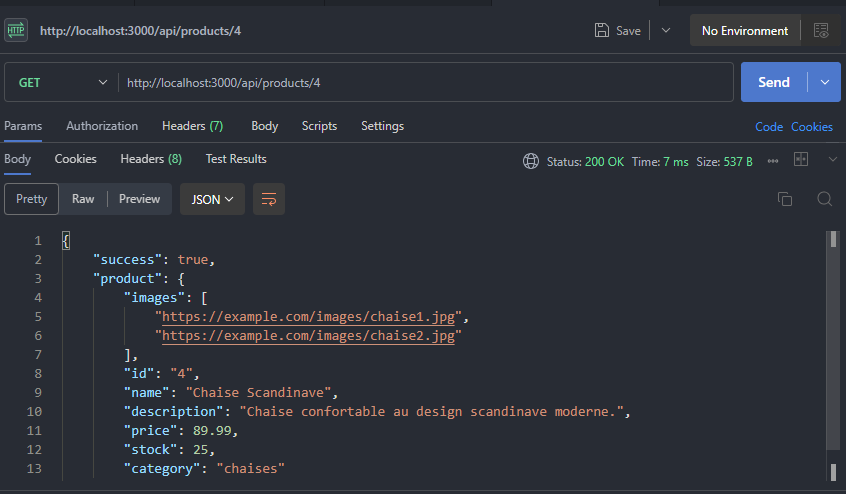 HTTP http://localhost:3000/api/products/4 Save No Environment
GET http://localhost:3000/api/products/4 Send
Params Authorization Headers (7) Body Scripts Settings Code Cookies
Body Cookies Headers (8) Test Results Status: 200 OK Time: 7 ms Size: 537 B
Pretty Raw Preview JSON
1 {
2 "success": true,
3 "product": {
4 "images": [
5 "https://example.com/images/chaise1.jpg",
6 "https://example.com/images/chaise2.jpg"
7 ],
8 "id": "4",
9 "name": "Chaise Scandinave",
10 "description": "Chaise confortable au design scandinave moderne.",
11 "price": 89.99,
12 "stock": 25,
13 "category": "chaises"